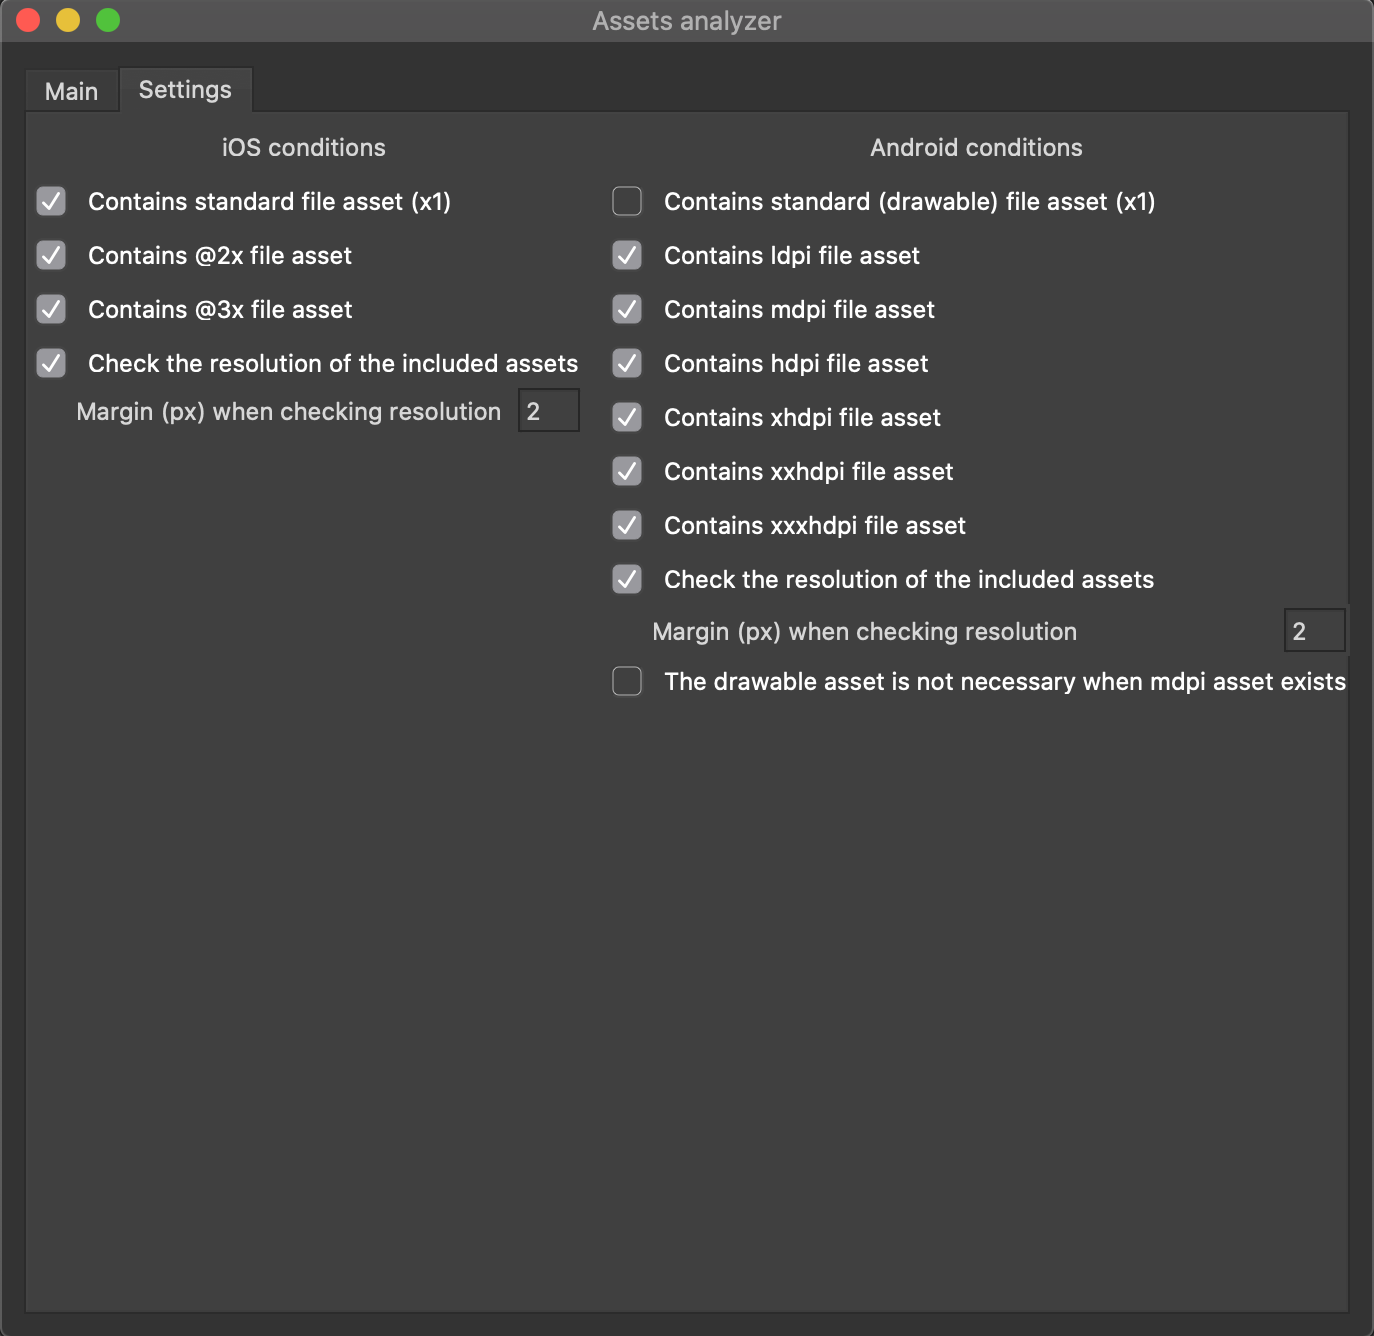 Assets analyzer
Main
Settings
iOS conditions
Contains standard file asset (x1)
Contains @2x file asset
Contains @3x file asset
Check the resolution of the included assets
Margin (px) when checking resolution
2
Android conditions
Contains standard (drawable) file asset (x1)
Contains ldpi file asset
Contains mdpi file asset
Contains hdpi file asset
Contains xhdpi file asset
Contains xxhdpi file asset
Contains xxxhdpi file asset
Check the resolution of the included assets
Margin (px) when checking resolution
2
The drawable asset is not necessary when mdpi asset exists